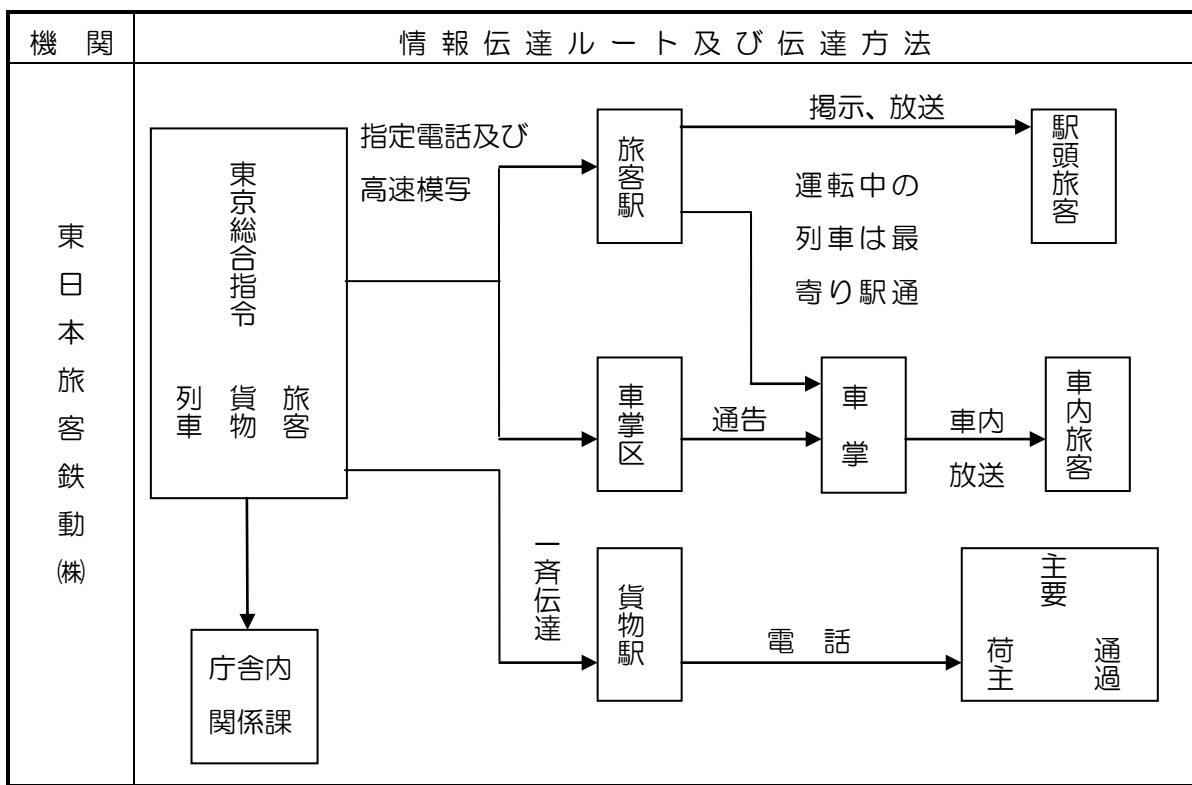 機 関
情 報 伝 達 ル ー ト 及 び 伝 達 方 法
東日本旅客鉄動㈱
東京総合指令
列車
貨物
旅客
指定電話及び
高速模写
旅客駅
掲示、放送
駅頭旅客
運転中の
列車は最
寄り駅通
車掌区
通告
車掌
車内
放送
車内旅客
一斉伝達
貨物駅
電 話
主要
荷主
通過
庁舎内
関係課